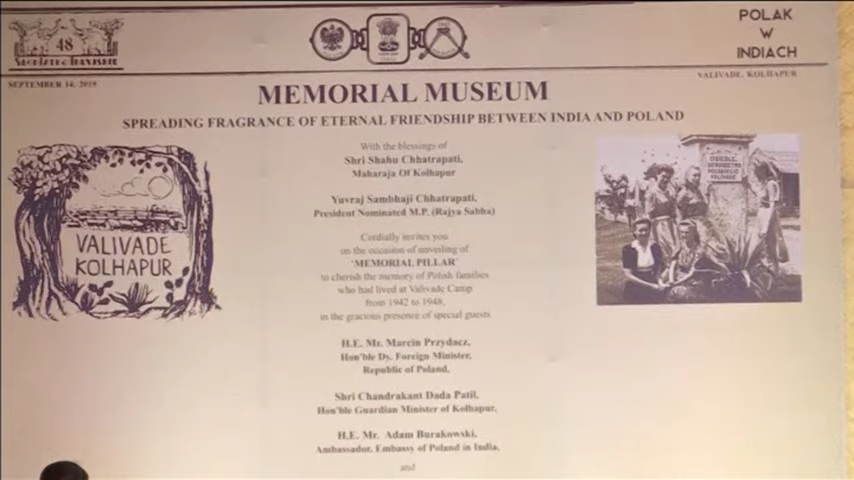 48
POLAK
W
INDIACH
SEPTEMBER 14, 2019
VALIVADE, KOLHAPUR
MEMORIAL MUSEUM
SPREADING FRAGRANCE OF ETERNAL FRIENDSHIP BETWEEN INDIA AND POLAND
With the blessings of
Shri Shahu Chhatrapati,
Maharaja Of Kolhapur
Yuvraj Sambhaji Chhatrapati,
President Nominated M.P. (Rajya Sabha)
Cordially invites you
on the occasion of unveiling of
'MEMORIAL PILLAR'
to cherish the memory of Polish families
who had lived at Valivade Camp
from 1942 to 1948,
in the gracious presence of special guests
H.E. Mr. Marcin Przydacz,
Hon'ble Dy. Foreign Minister,
Republic of Poland,
Shri Chandrakant Dada Patil,
Hon'ble Guardian Minister of Kolhapur,
H.E. Mr. Adam Burakowski,
Ambassador, Embassy of Poland in India,
and
VALIVADE
KOLHAPUR
OSIEDLE